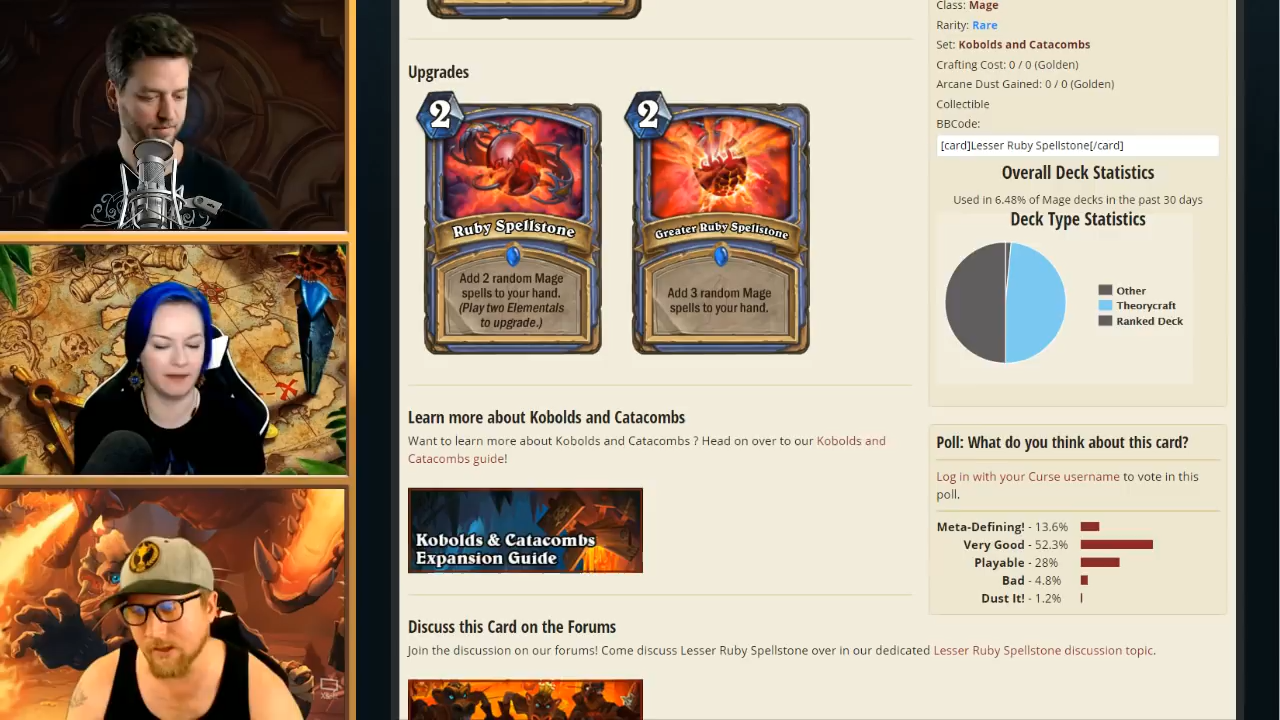 Class: Mage
Rarity: Rare
Set: Kobolds and Catacombs
Crafting Cost: 0 / 0 (Golden)
Arcane Dust Gained: 0 / 0 (Golden)
Collectible
BBCode:
[card]Lesser Ruby Spellstone[/card]
Overall Deck Statistics
Used in 6.48% of Mage decks in the past 30 days
Deck Type Statistics
Other
Theorycraft
Ranked Deck
Upgrades
2
Ruby Spellstone
Add 2 random Mage
spells to your hand.
(Play two Elementals
to upgrade.)
2
Greater Ruby Spellstone
Add 3 random Mage
spells to your hand.
Learn more about Kobolds and Catacombs
Want to learn more about Kobolds and Catacombs ? Head on over to our Kobolds and
Catacombs guide!
Kobolds & Catacombs
Expansion Guide
Poll: What do you think about this card?
Log in with your Curse username to vote in this
poll.
Meta-Defining! - 13.6%
Very Good - 52.3%
Playable - 28%
Bad - 4.8%
Dust It! - 1.2%
Discuss this Card on the Forums
Join the discussion on our forums! Come discuss Lesser Ruby Spellstone over in our dedicated Lesser Ruby Spellstone discussion topic.